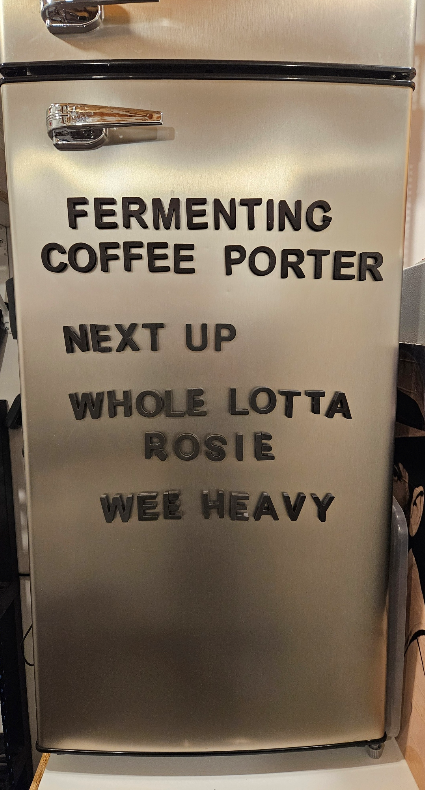 FERMENTING
COFFEE PORTER
NEXT UP
WHOLE LOTTA
ROSIE
WEE HEAVY